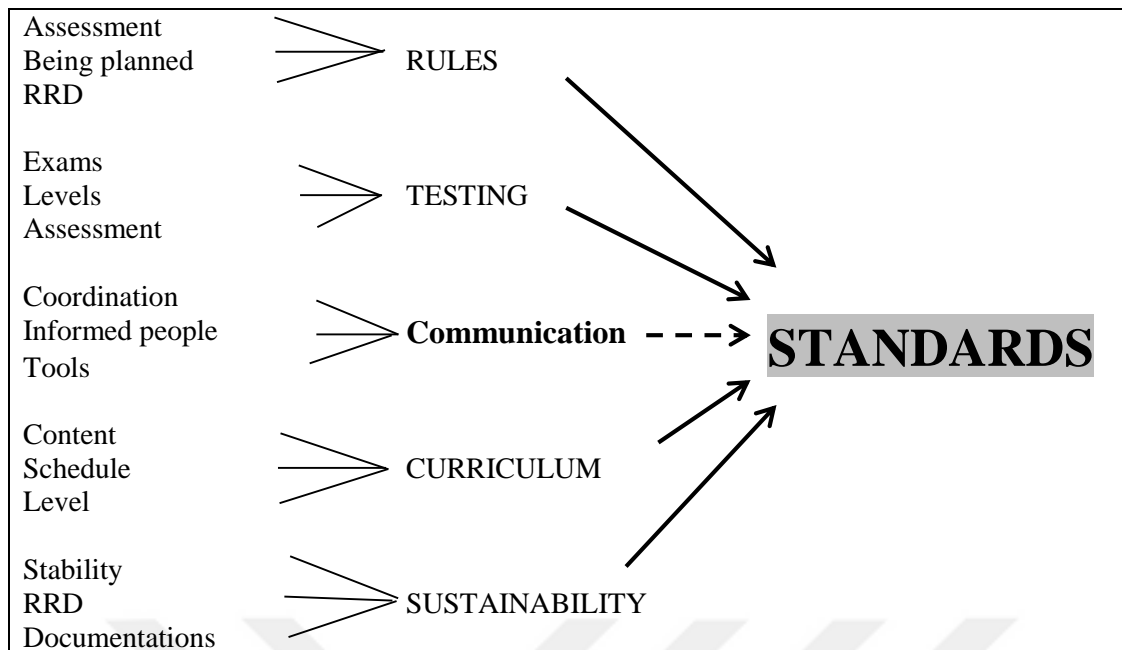 Assessment
Being planned
RRD
RULES
Exams
Levels
Assessment
TESTING
Coordination
Informed people
Tools
Communication
STANDARDS
Content
Schedule
Level
CURRICULUM
Stability
RRD
Documentations
SUSTAINABILITY